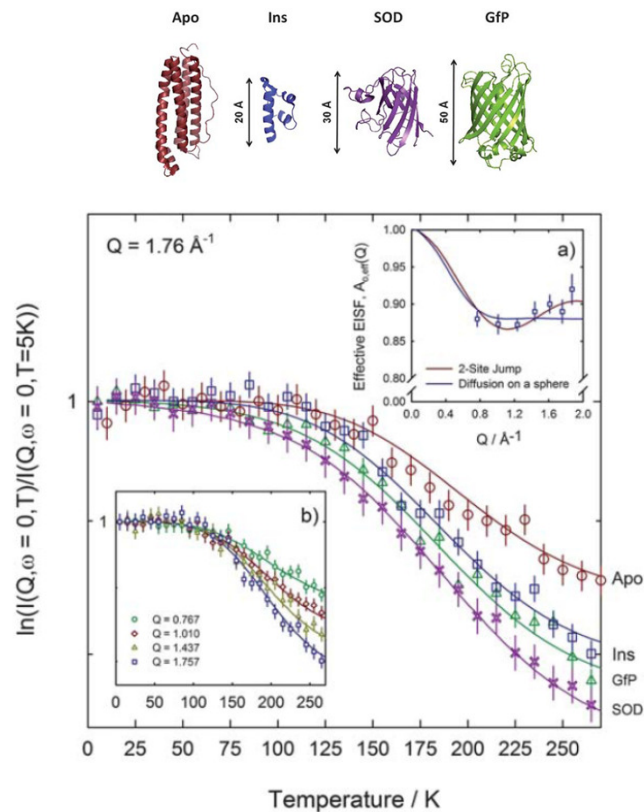 Apo Ins SOD GfP
20 Å
30 Å
50 Å
Q = 1.76 Å-1
a)
Effective EISF, A0,eff(Q)
1.00
0.95
0.90
0.85
0.80
0.00
2-Site Jump
Diffusion on a sphere
0.0 0.4 0.8 1.2 1.6 2.0
Q / Å-1
ln(I(Q,ω = 0,T)/I(Q,ω = 0,T=5K))
1
1
b)
Q = 0.767
Q = 1.010
Q = 1.437
Q = 1.757
0 50 100 150 200 250
Apo
Ins
GfP
SOD
0 25 50 75 100 125 150 175 200 225 250
Temperature / K